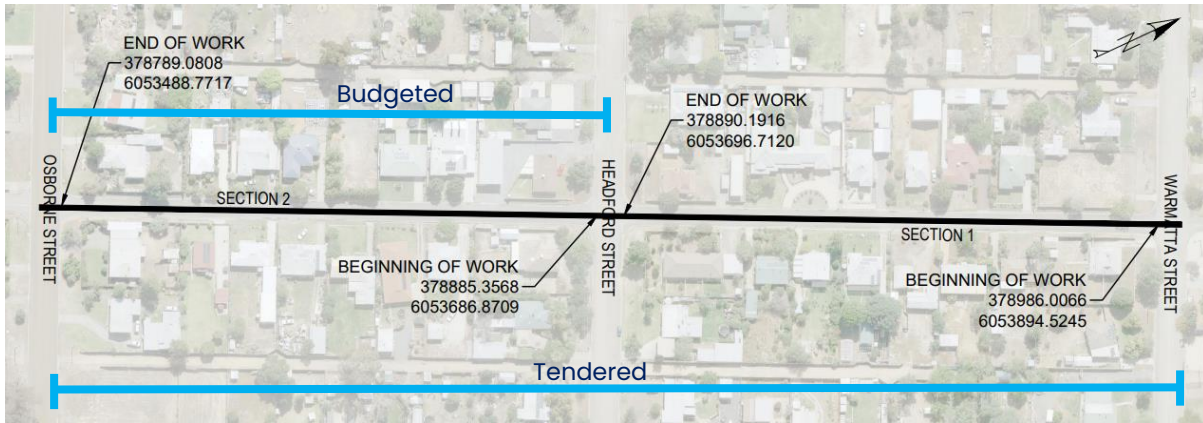 END OF WORK
378789.0808
6053488.7717
Budgeted
N
END OF WORK
378890.1916
6053696.7120
OSBORNE STREET
SECTION 2
HEADFORD STREET
WARMATTA STREET
SECTION 1
BEGINNING OF WORK
378885.3568
6053686.8709
BEGINNING OF WORK
378986.0066
6053894.5245
Tendered